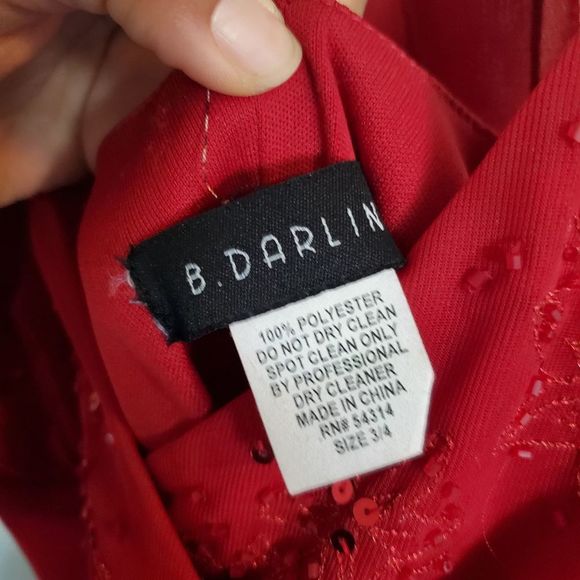 B. DARLIN
100% POLYESTER
DO NOT DRY CLEAN
SPOT CLEAN ONLY
BY PROFESSIONAL
DRY CLEANER
MADE IN CHINA
RN# 54314
SIZE 3/4